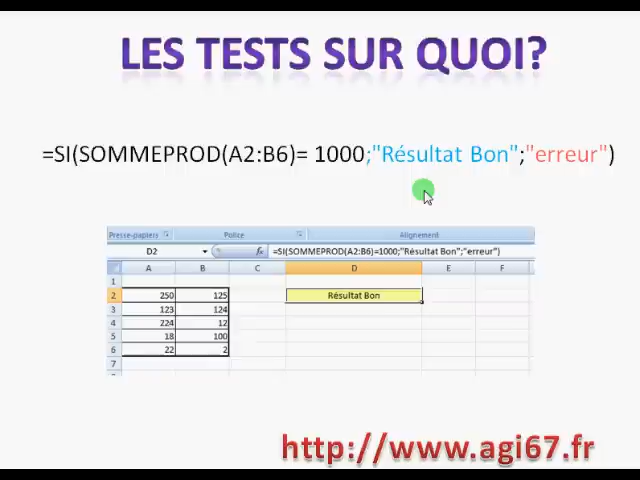 LES TESTS SUR QUOI?
=SI(SOMMEPROD(A2:B6)= 1000;"Résultat Bon";"erreur")
Presse-papiers Police Alignement
D2 fx =SI(SOMMEPROD(A2:B6)=1000;"Résultat Bon";"erreur")
A B C D E F
1
2 250 125 Résultat Bon
3 123 124
4 224 12
5 18 100
6 22 2
7
http://www.agi67.fr